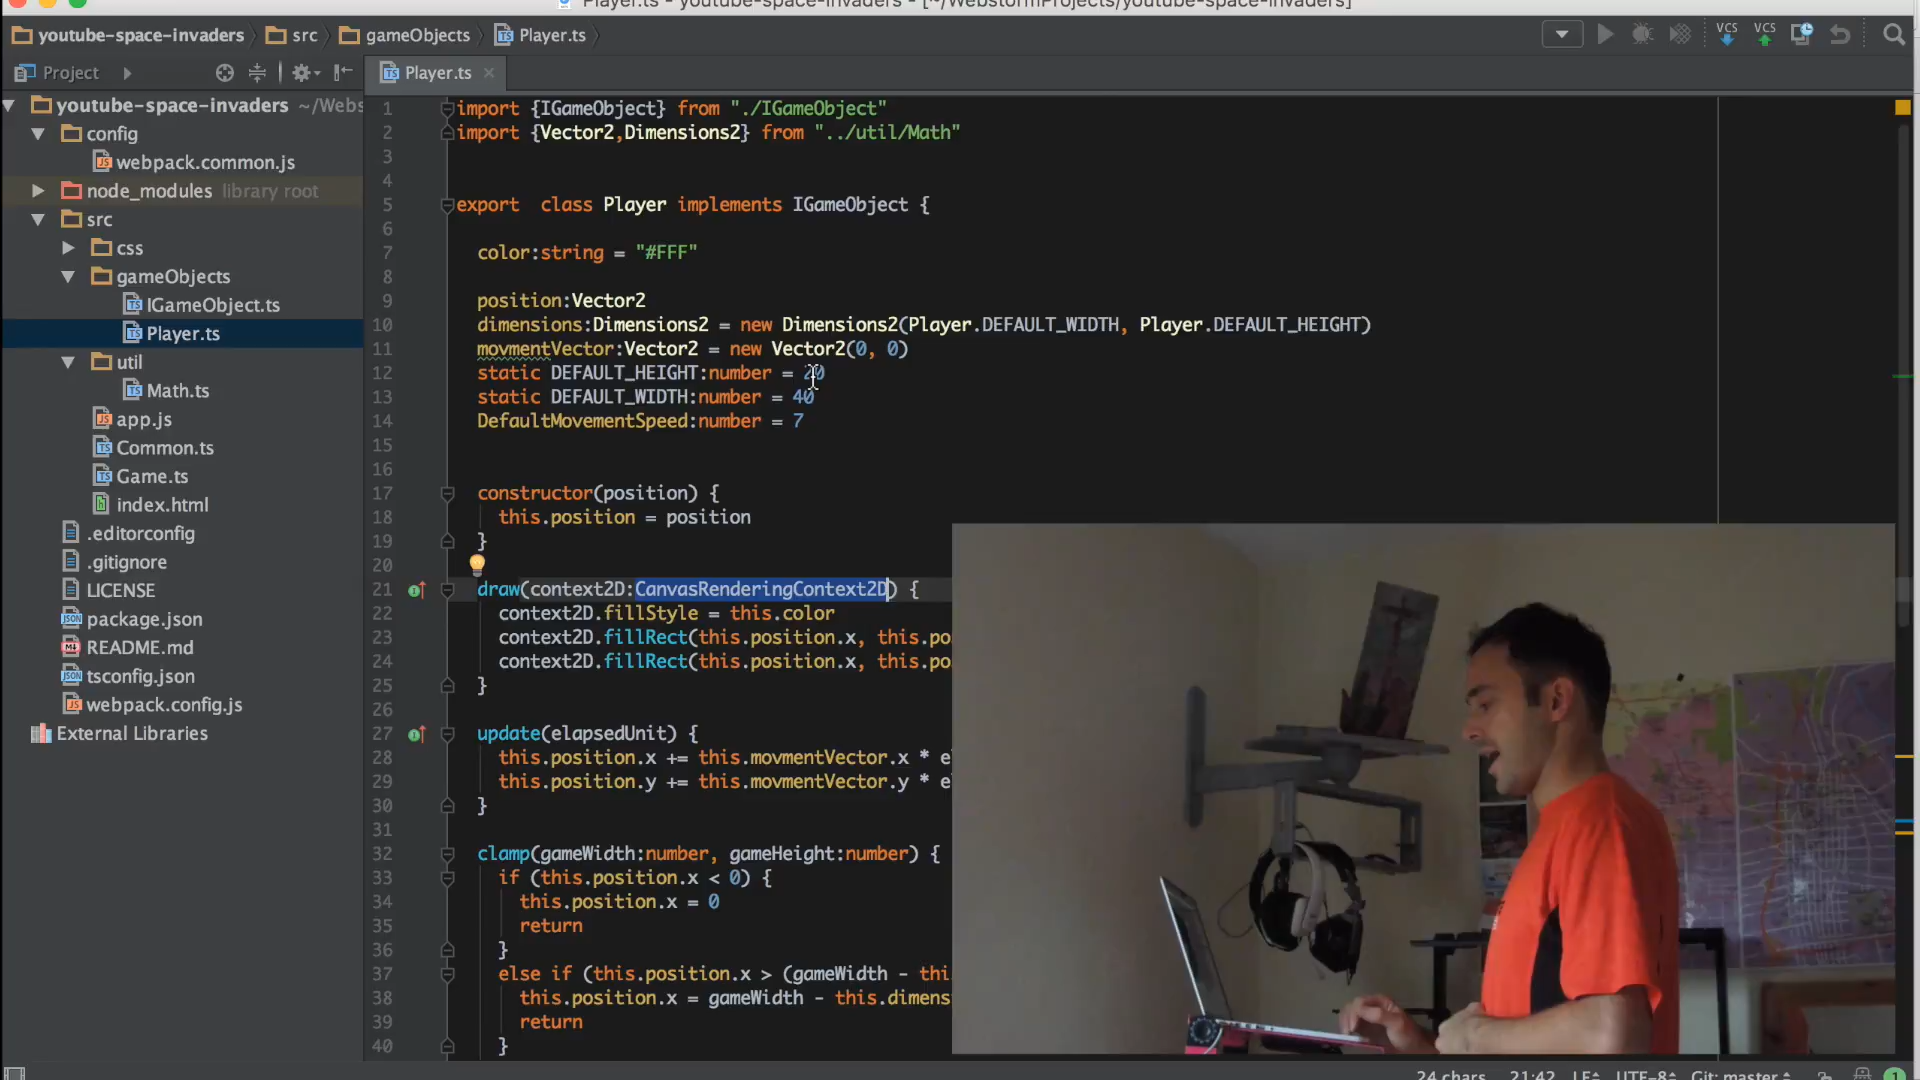 Player.ts - youtube-space-invaders - [~/WebstormProjects/youtube-space-invaders]
youtube-space-invaders src gameObjects Player.ts
VCS VCS
Project
Player.ts
youtube-space-invaders ~/Webs
config
webpack.common.js
node_modules library root
src
css
gameObjects
IGameObject.ts
Player.ts
util
Math.ts
app.js
Common.ts
Game.ts
index.html
.editorconfig
.gitignore
LICENSE
package.json
README.md
tsconfig.json
webpack.config.js
External Libraries
1 import {IGameObject} from "./IGameObject"
2 import {Vector2,Dimensions2} from "../util/Math"
3
4
5 export class Player implements IGameObject {
6
7 color:string = "#FFF"
8
9 position:Vector2
10 dimensions:Dimensions2 = new Dimensions2(Player.DEFAULT_WIDTH, Player.DEFAULT_HEIGHT)
11 movmentVector:Vector2 = new Vector2(0, 0)
12 static DEFAULT_HEIGHT:number = 20
13 static DEFAULT_WIDTH:number = 40
14 DefaultMovementSpeed:number = 7
15
16
17 constructor(position) {
18 this.position = position
19 }
20
21 draw(context2D:CanvasRenderingContext2D) {
22 context2D.fillStyle = this.color
23 context2D.fillRect(this.position.x, this.po
24 context2D.fillRect(this.position.x, this.po
25 }
26
27 update(elapsedUnit) {
28 this.position.x += this.movmentVector.x * e
29 this.position.y += this.movmentVector.y * e
30 }
31
32 clamp(gameWidth:number, gameHeight:number) {
33 if (this.position.x < 0) {
34 this.position.x = 0
35 return
36 }
37 else if (this.position.x > (gameWidth - thi
38 this.position.x = gameWidth - this.dimens
39 return
40 }
24 chars 21:42 LF UTF-8 Git: master 1